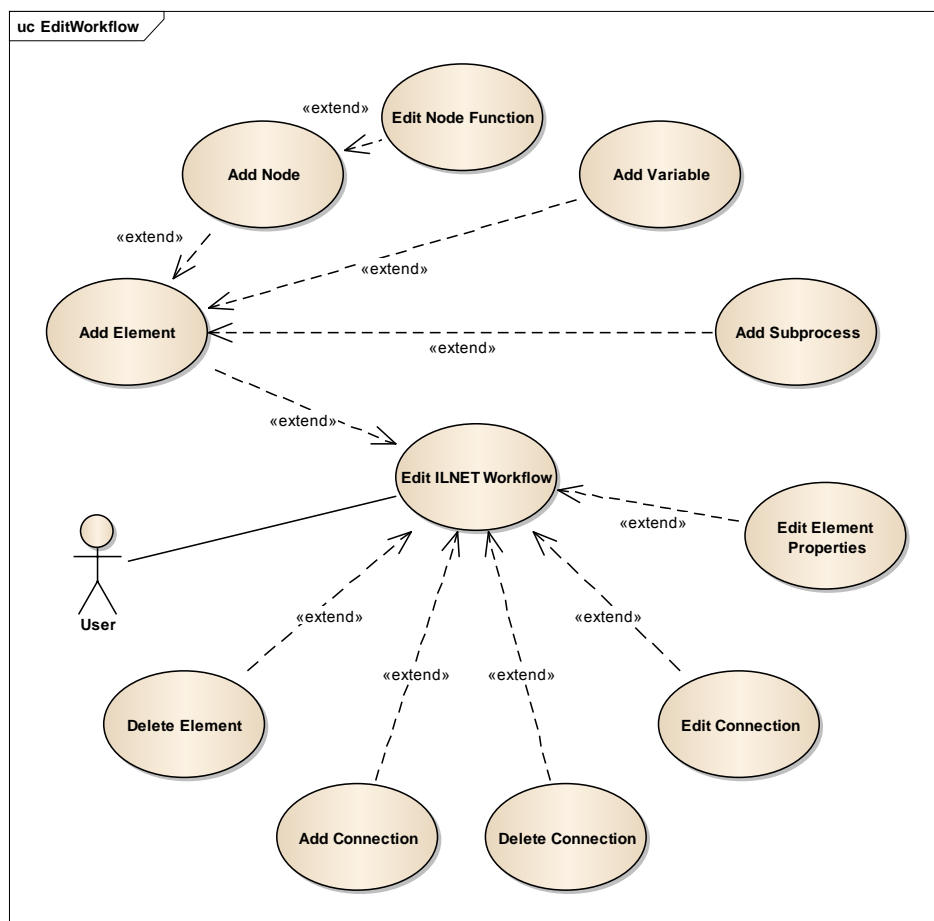 uc EditWorkflow
«extend»
Edit Node Function
Add Node
Add Variable
«extend»
«extend»
Add Element
Add Subprocess
«extend»
«extend»
Edit ILNET Workflow
«extend»
Edit Element
Properties
User
«extend»
«extend»
«extend»
«extend»
Delete Element
Edit Connection
Add Connection
Delete Connection